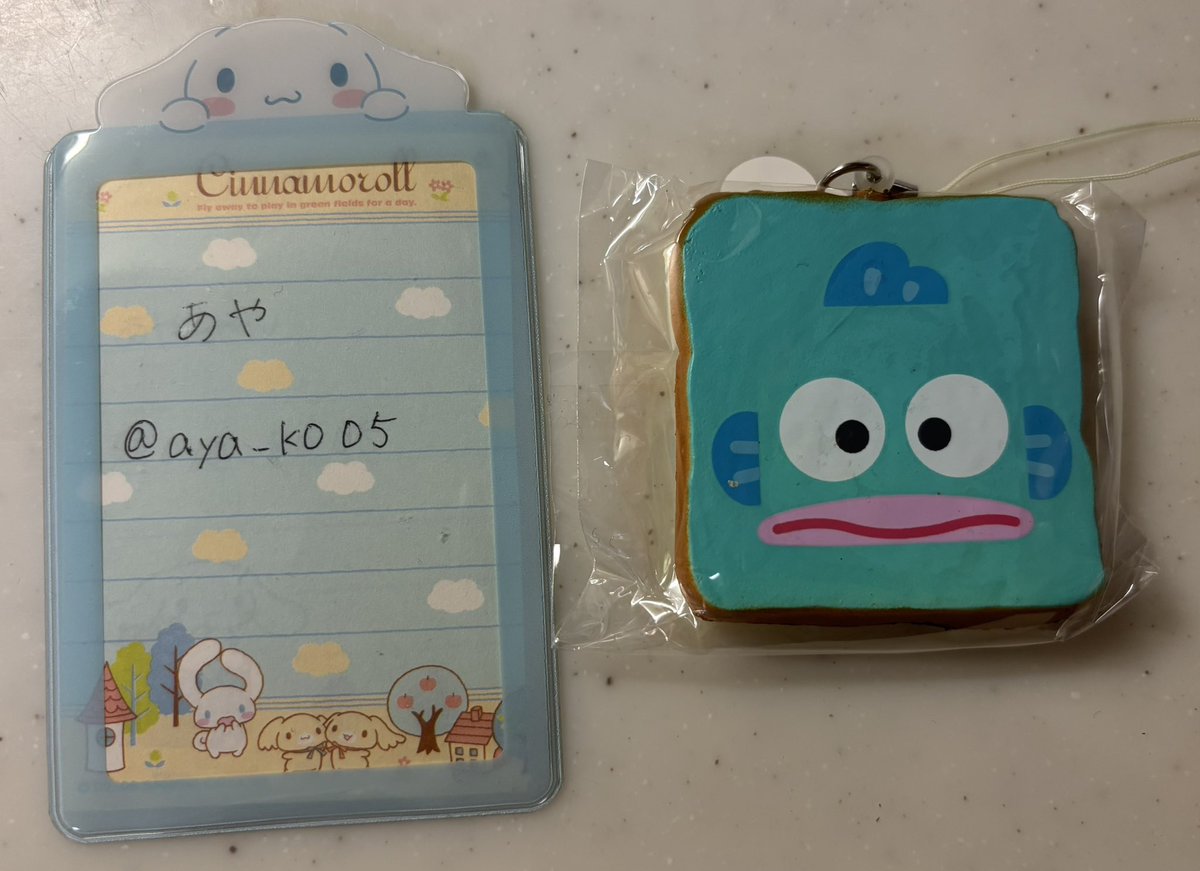 Cinnamoroll
Fly away to play in green fields for a day.
あや
@aya_k005